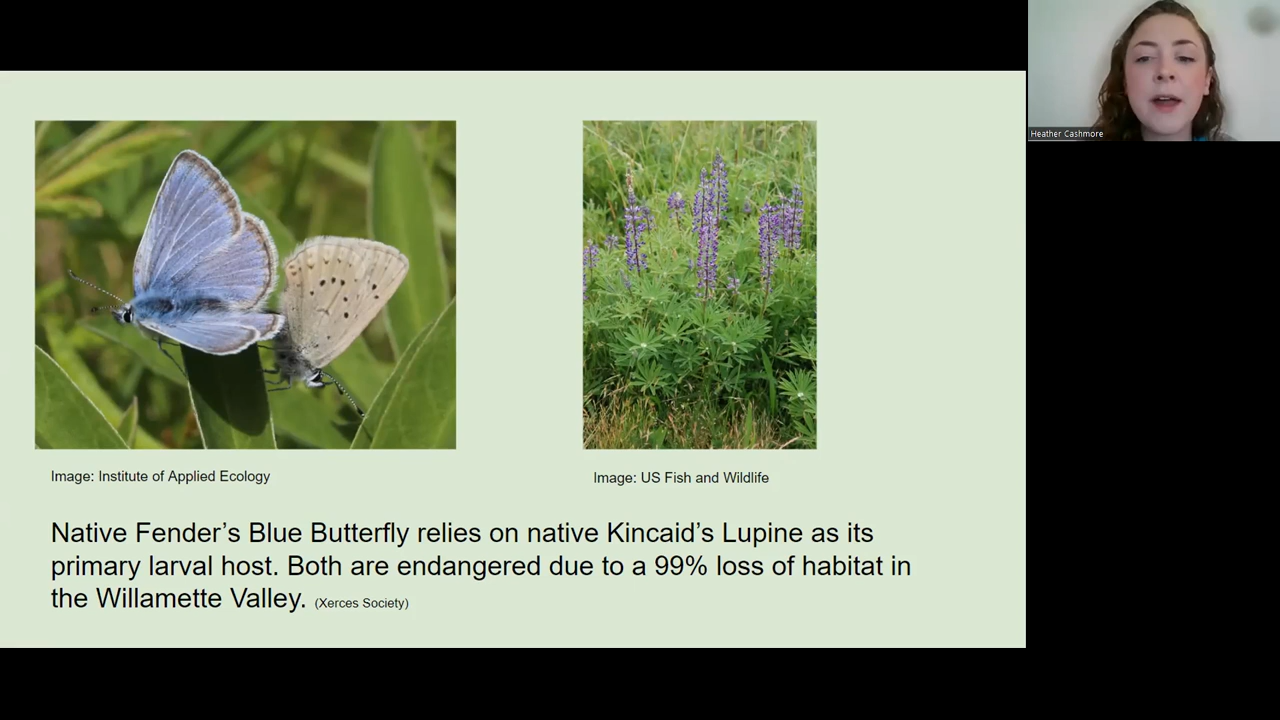 Heather Cashmore
Image: Institute of Applied Ecology
Image: US Fish and Wildlife
Native Fender’s Blue Butterfly relies on native Kincaid’s Lupine as its
primary larval host. Both are endangered due to a 99% loss of habitat in
the Willamette Valley. (Xerces Society)